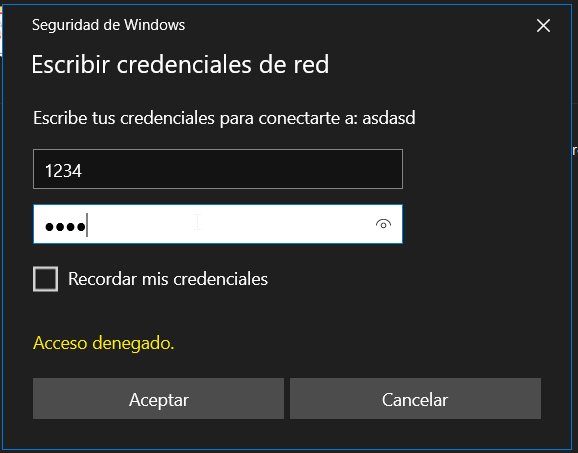 Seguridad de Windows
Escribir credenciales de red
Escribe tus credenciales para conectarte a: asdasd
1234
••••
Recordar mis credenciales
Acceso denegado.
Aceptar
Cancelar